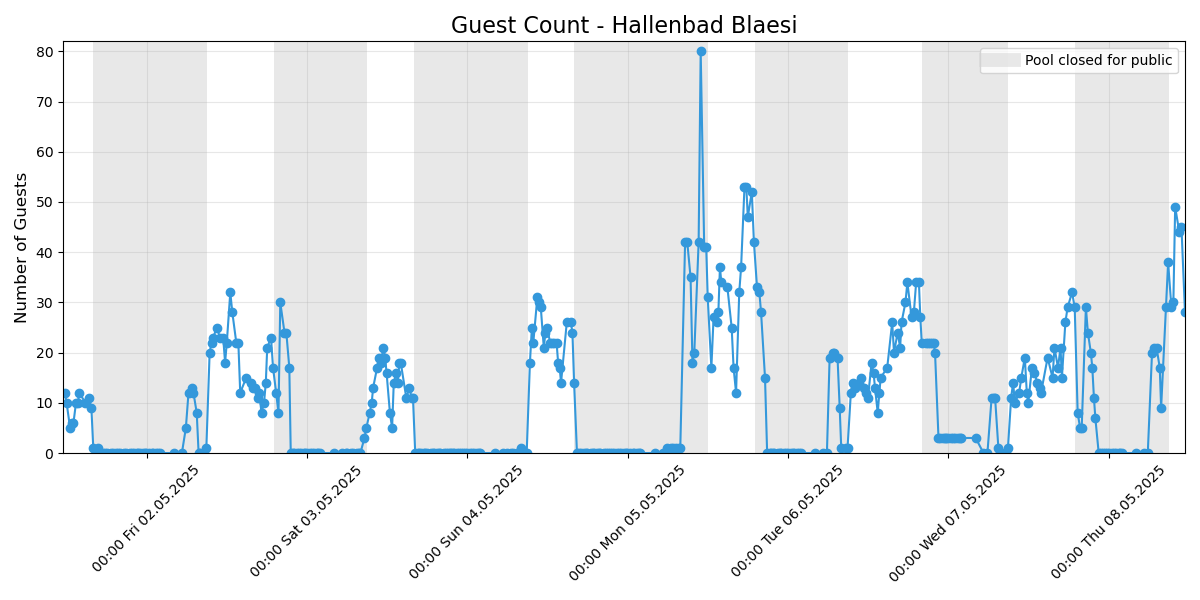 Guest Count - Hallenbad Blaesi
Pool closed for public
Number of Guests
80
70
60
50
40
30
20
10
0
00:00 Fri 02.05.2025
00:00 Sat 03.05.2025
00:00 Sun 04.05.2025
00:00 Mon 05.05.2025
00:00 Tue 06.05.2025
00:00 Wed 07.05.2025
00:00 Thu 08.05.2025